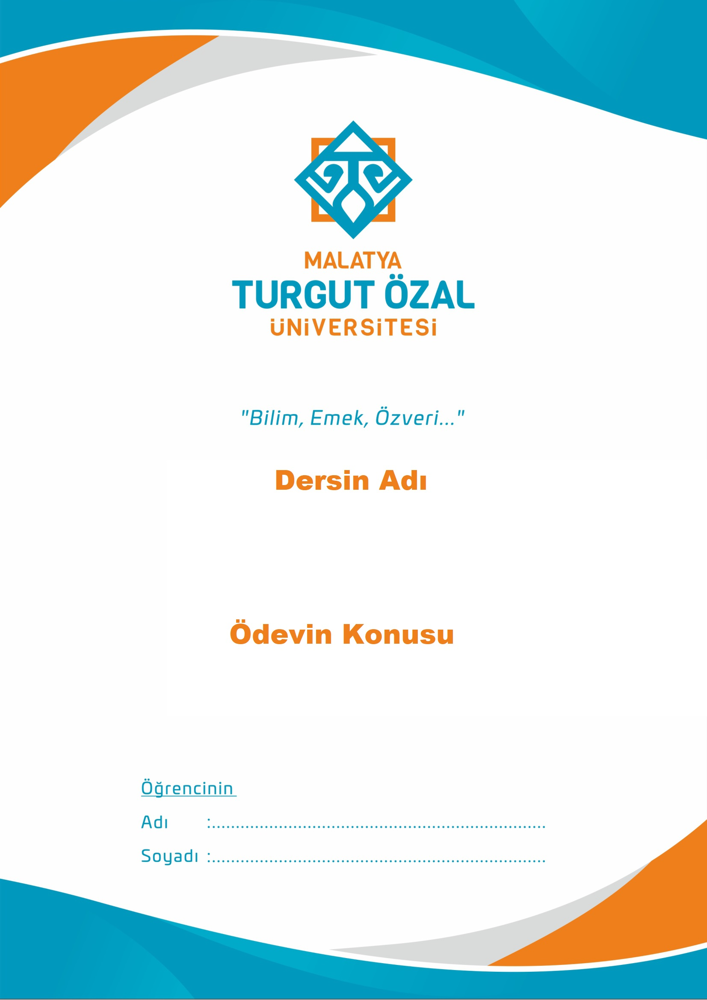 MALATYA
TURGUT ÖZAL
ÜNİVERSİTESİ
"Bilim, Emek, Özveri..."
Dersin Adı
Ödevin Konusu
Öğrencinin
Adı :......................................................................
Soyadı :......................................................................